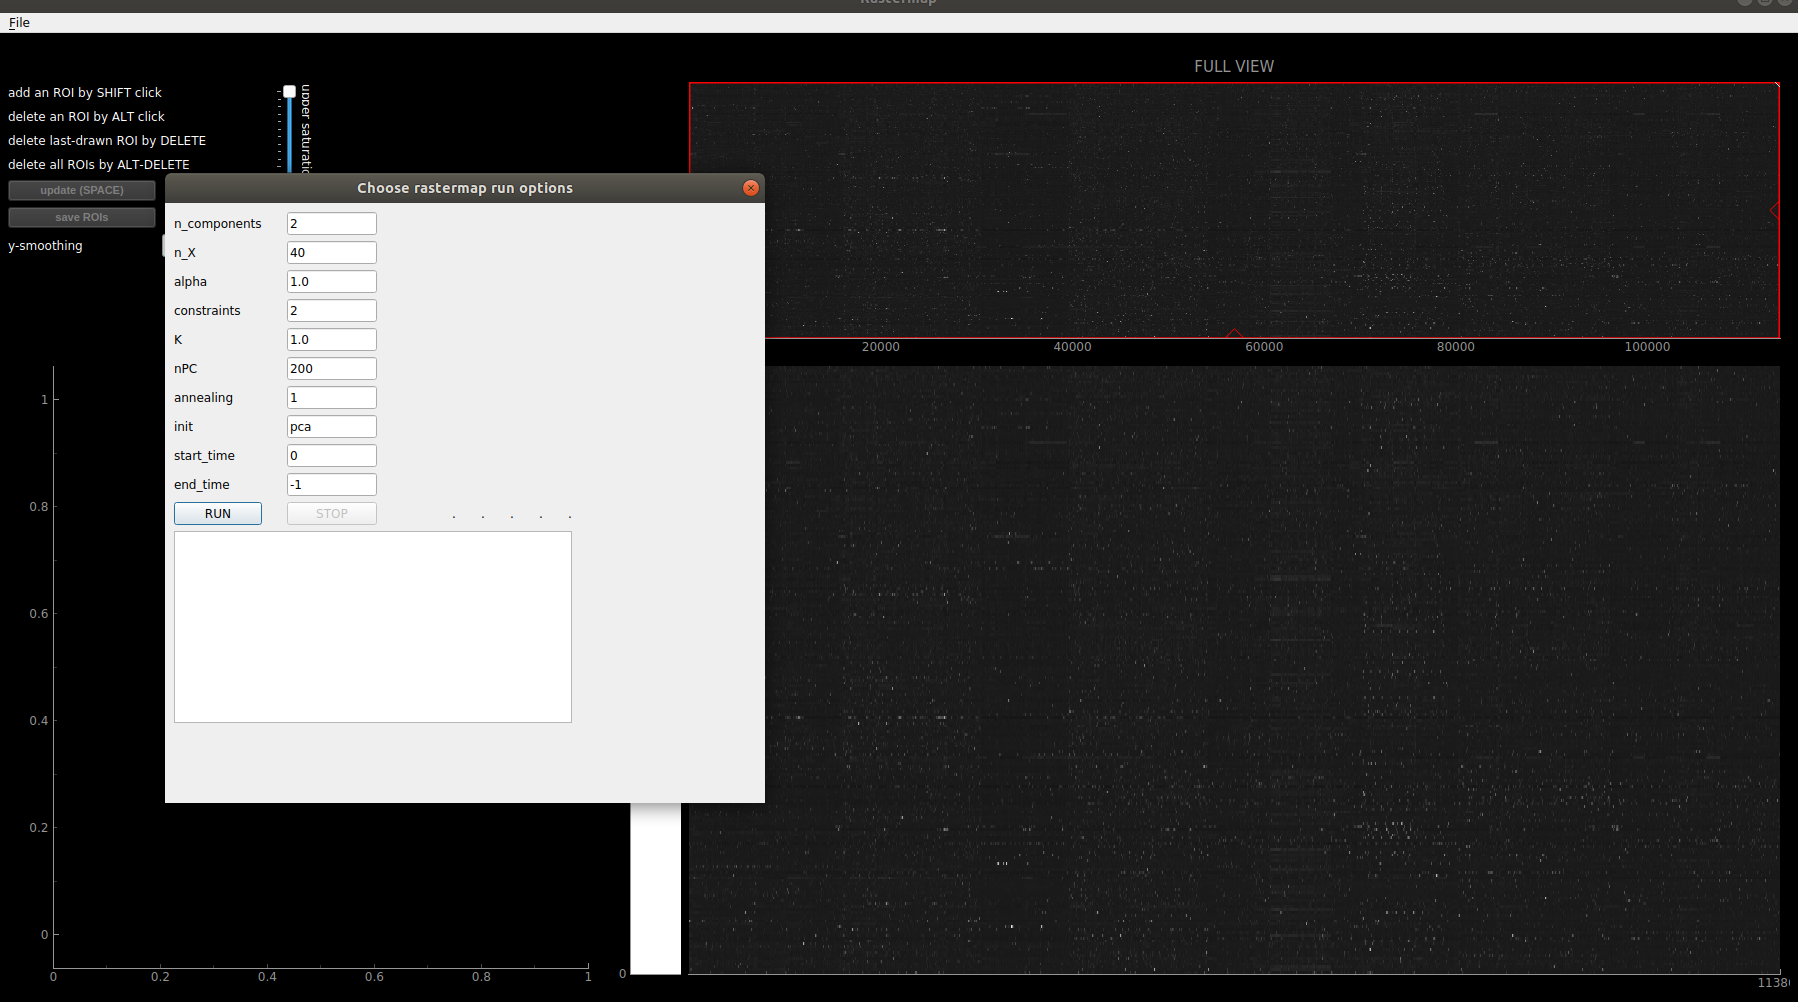 Rastermap
File
FULL VIEW
add an ROI by SHIFT click
delete an ROI by ALT click
delete last-drawn ROI by DELETE
delete all ROIs by ALT-DELETE
update (SPACE)
save ROIs
y-smoothing
upper saturatio
Choose rastermap run options
n_components 2
n_X 40
alpha 1.0
constraints 2
K 1.0
nPC 200
annealing 1
init pca
start_time 0
end_time -1
RUN STOP . . . . .
20000 40000 60000 80000 100000
1
0.8
0.6
0.4
0.2
0
0 0.2 0.4 0.6 0.8 1
0
1138